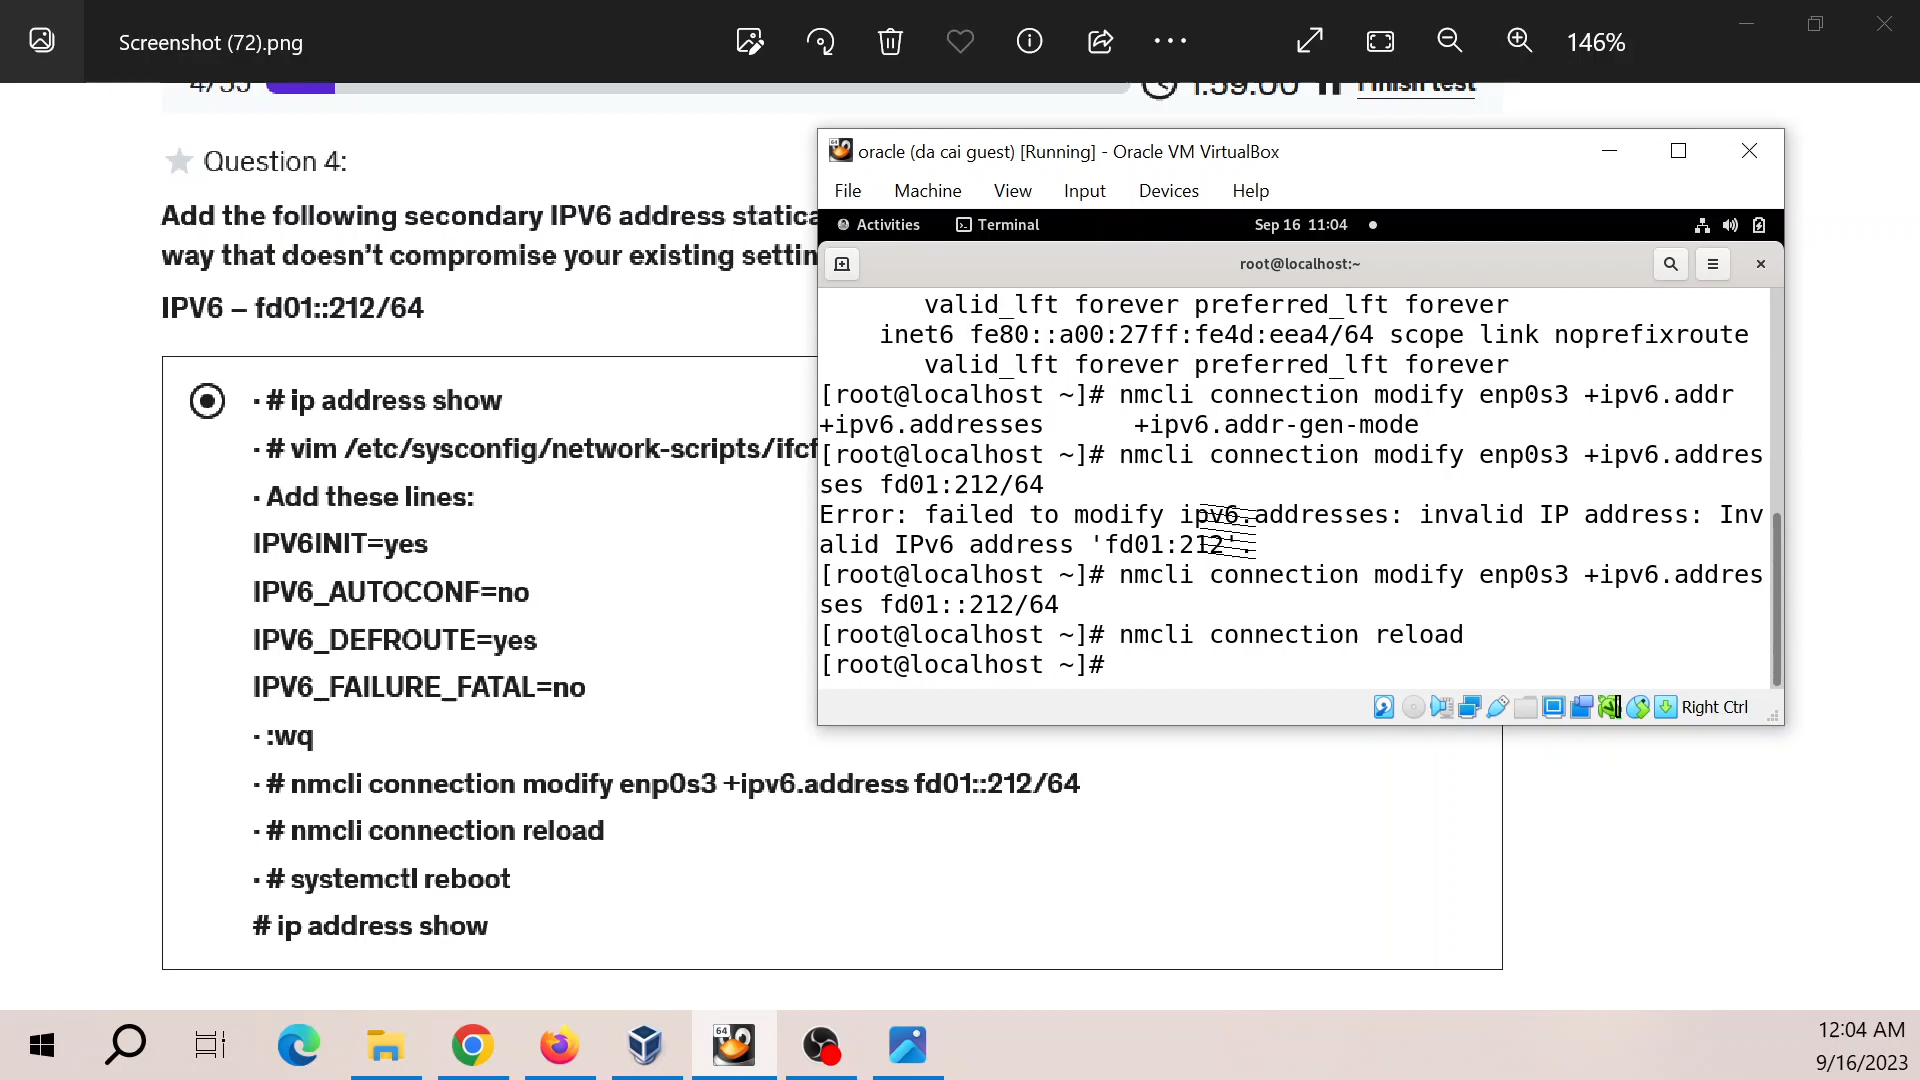 Screenshot (72).png
146%
4/55
1:59:00
Finish test
Question 4:
Add the following secondary IPV6 address statica
way that doesn't compromise your existing settin
IPV6 – fd01::212/64
· # ip address show
· # vim /etc/sysconfig/network-scripts/ifcf
· Add these lines:
IPV6INIT=yes
IPV6_AUTOCONF=no
IPV6_DEFROUTE=yes
IPV6_FAILURE_FATAL=no
· :wq
· # nmcli connection modify enp0s3 +ipv6.address fd01::212/64
· # nmcli connection reload
· # systemctl reboot
# ip address show
oracle (da cai guest) [Running] - Oracle VM VirtualBox
File Machine View Input Devices Help
Activities Terminal Sep 16 11:04
root@localhost:~
valid_lft forever preferred_lft forever
inet6 fe80::a00:27ff:fe4d:eea4/64 scope link noprefixroute
valid_lft forever preferred_lft forever
[root@localhost ~]# nmcli connection modify enp0s3 +ipv6.addr
+ipv6.addresses +ipv6.addr-gen-mode
[root@localhost ~]# nmcli connection modify enp0s3 +ipv6.addres
ses fd01:212/64
Error: failed to modify ipv6.addresses: invalid IP address: Inv
alid IPv6 address 'fd01:212'.
[root@localhost ~]# nmcli connection modify enp0s3 +ipv6.addres
ses fd01::212/64
[root@localhost ~]# nmcli connection reload
[root@localhost ~]#
Right Ctrl
64
12:04 AM
9/16/2023